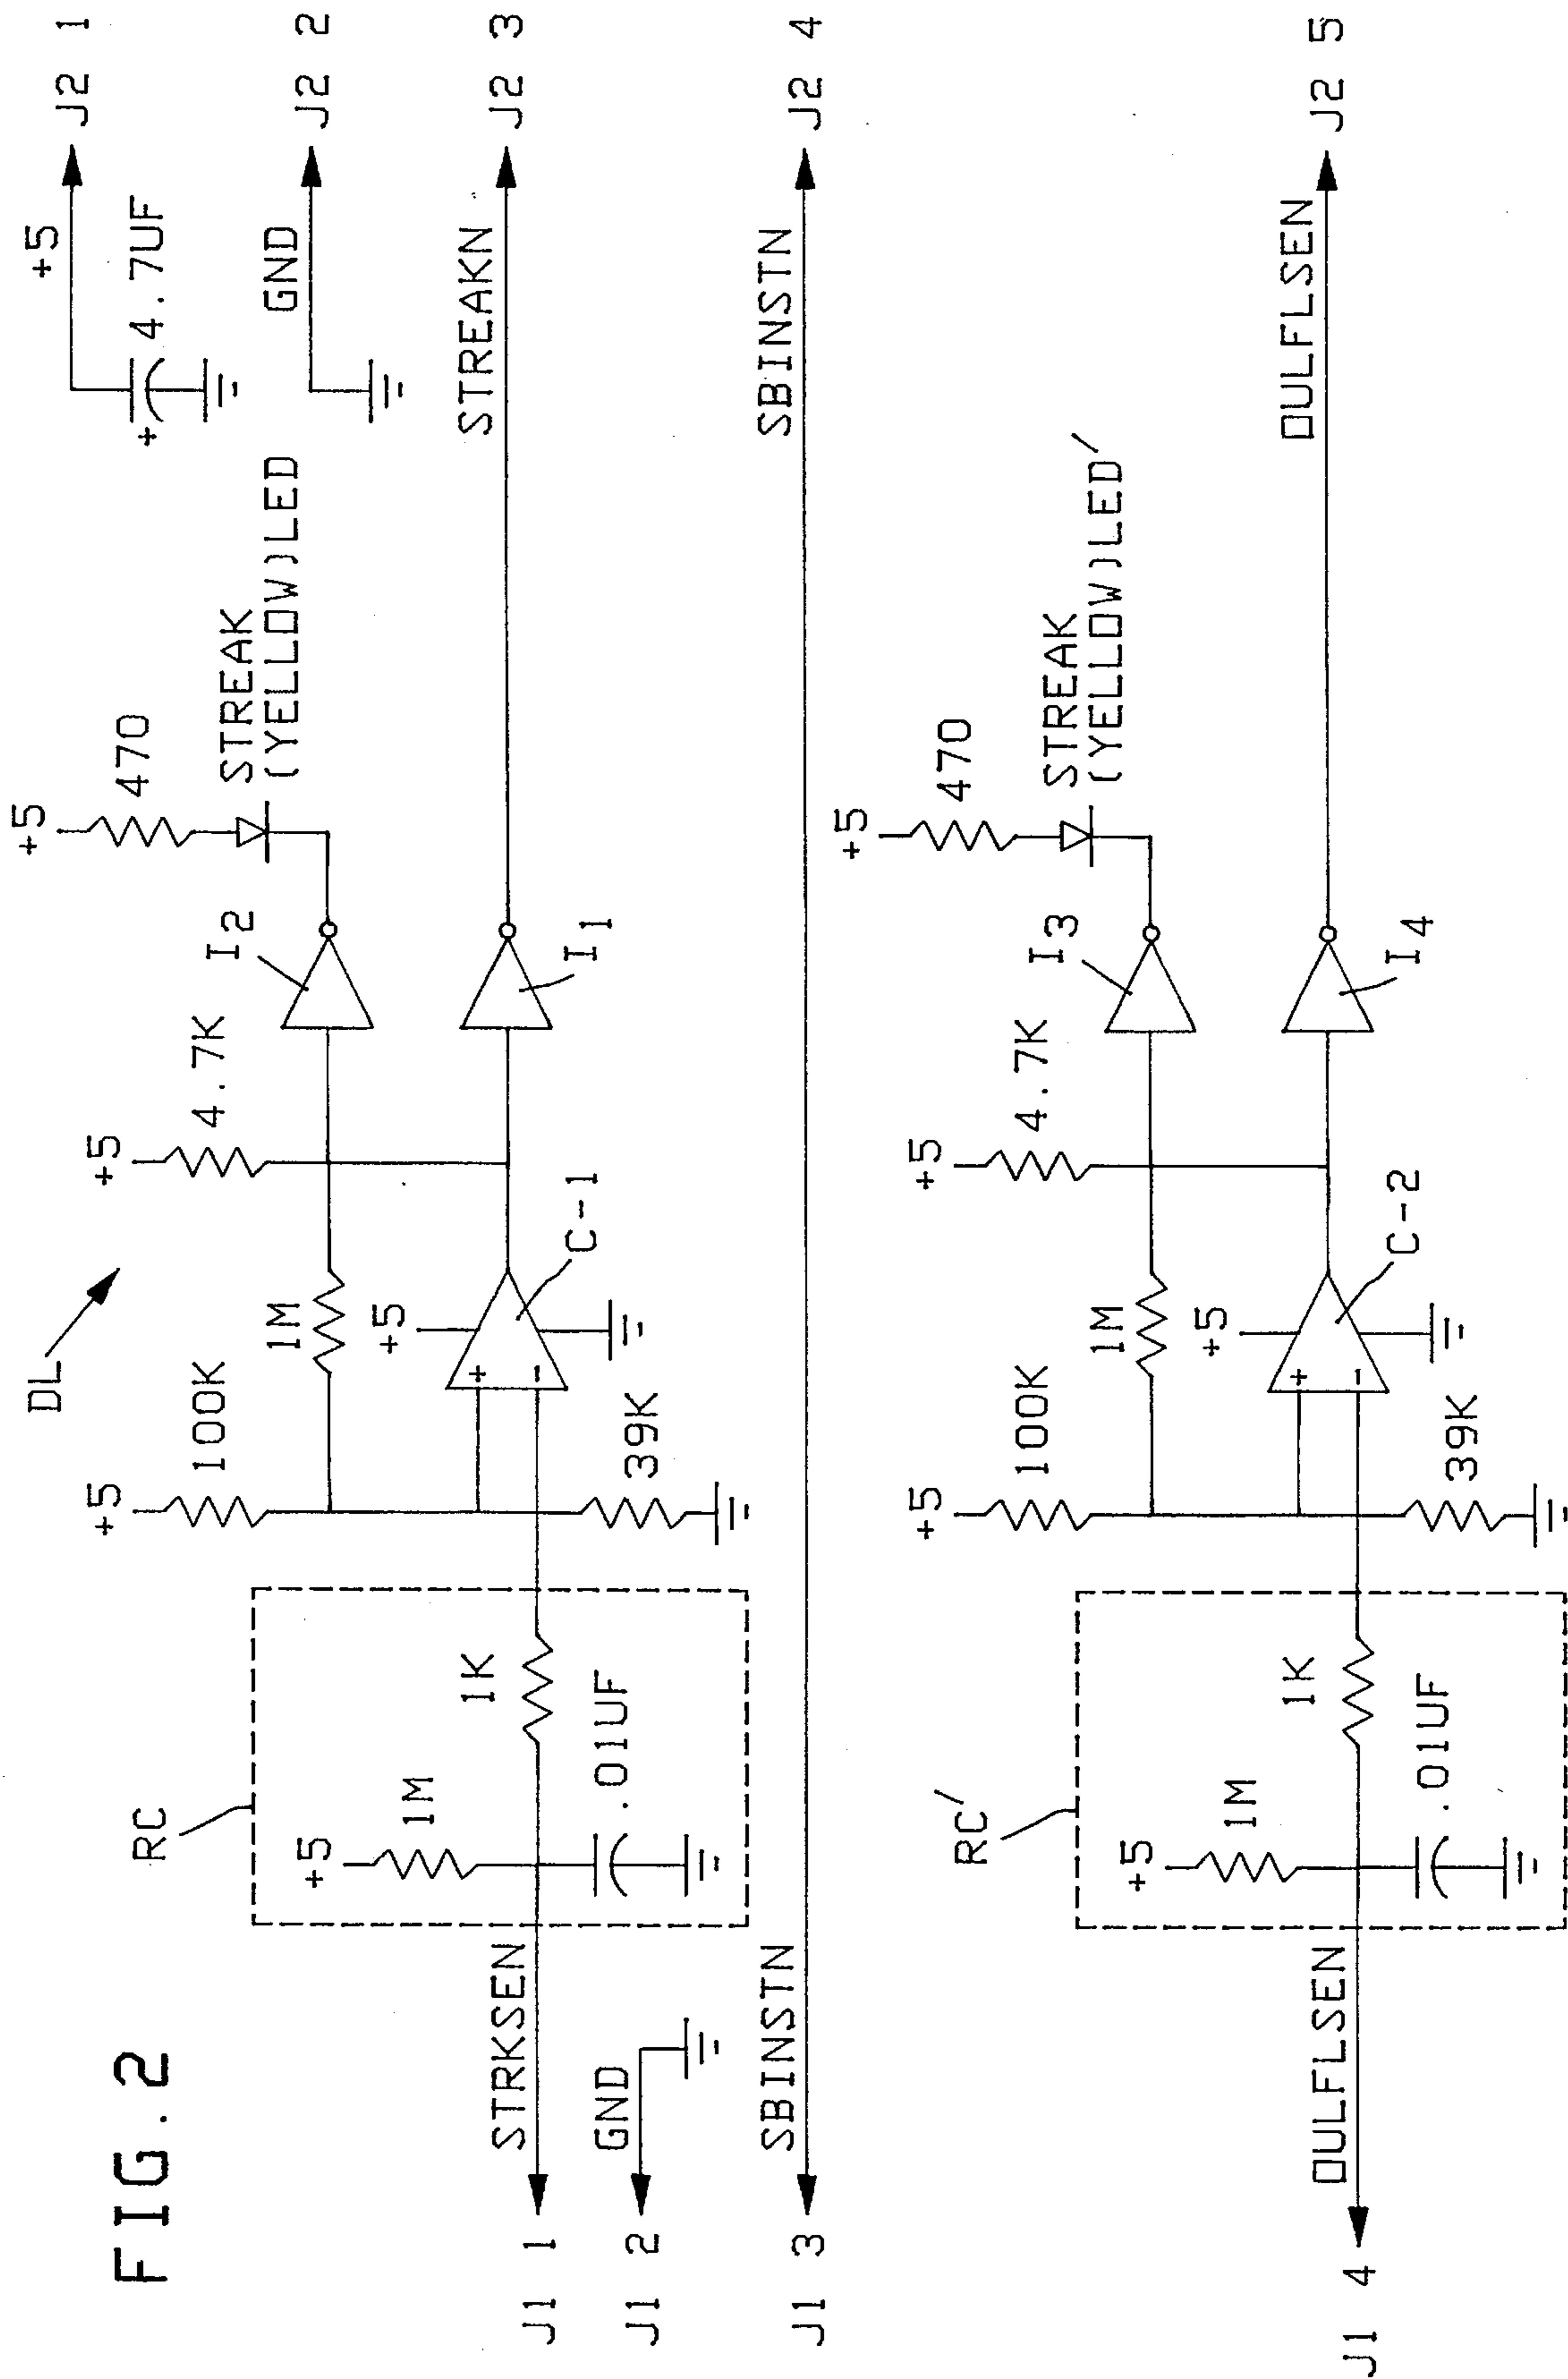 FIG.2
DL
+5
J2 1
4.7UF
+
GND
J2 2
+5
470
STREAK
(YELLOW)LED
+5
4.7K
I2
+5
100K
1M
RC
+5
1M
STRKSEN
J1 1
1K
.01UF
+5
+
-
C-1
39K
I1
STREAKN
J2 3
GND
J1 2
SBINSTN
J1 3
SBINSTN
J2 4
+5
470
STREAK
(YELLOW)LED'
+5
4.7K
I3
+5
100K
1M
RC'
+5
1M
OULFLSEN
J1 4
1K
.01UF
+5
+
-
C-2
39K
I4
OULFLSEN
J2 5